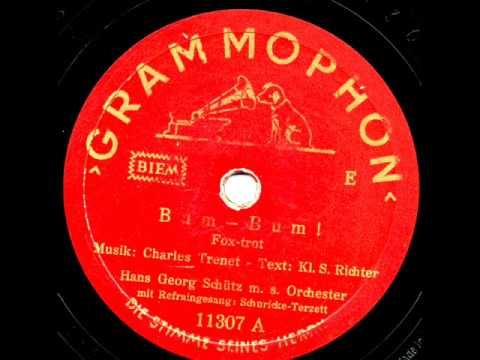 >GRAMMOPHON<
BIEM
E
Bum–Bum!
Fox-trot
Musik: Charles Trenet - Text: Kl. S. Richter
Hans Georg Schütz m. s. Orchester
mit Refraingesang: Schuricke-Terzett
11307 A
DIE STIMME SEINES HERRN